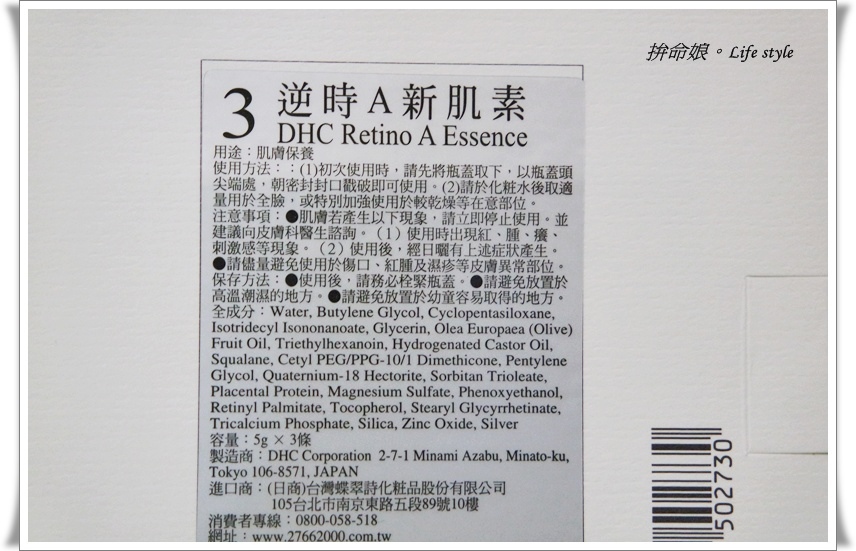 拚命娘。Life style
3 逆時A新肌素
DHC Retino A Essence
用途：肌膚保養
使用方法：：(1)初次使用時，請先將瓶蓋取下，以瓶蓋頭
尖端處，朝密封封口戳破即可使用。(2)請於化粧水後取適
量用於全臉，或特別加強使用於較乾燥等在意部位。
注意事項：●肌膚若產生以下現象，請立即停止使用。並
建議向皮膚科醫生諮詢。（1）使用時出現紅、腫、癢、
刺激感等現象。（2）使用後，經日曬有上述症狀產生。
●請儘量避免使用於傷口、紅腫及濕疹等皮膚異常部位。
保存方法：●使用後，請務必栓緊瓶蓋。●請避免放置於
高溫潮濕的地方。●請避免放置於幼童容易取得的地方。
全成分：Water, Butylene Glycol, Cyclopentasiloxane,
Isotridecyl Isononanoate, Glycerin, Olea Europaea (Olive)
Fruit Oil, Triethylhexanoin, Hydrogenated Castor Oil,
Squalane, Cetyl PEG/PPG-10/1 Dimethicone, Pentylene
Glycol, Quaternium-18 Hectorite, Sorbitan Trioleate,
Placental Protein, Magnesium Sulfate, Phenoxyethanol,
Retinyl Palmitate, Tocopherol, Stearyl Glycyrrhetinate,
Tricalcium Phosphate, Silica, Zinc Oxide, Silver
容量：5g × 3條
製造商：DHC Corporation 2-7-1 Minami Azabu, Minato-ku,
Tokyo 106-8571, JAPAN
進口商：(日商)台灣蝶翠詩化粧品股份有限公司
105台北市南京東路五段89號10樓
消費者專線：0800-058-518
網址：www.27662000.com.tw
502730